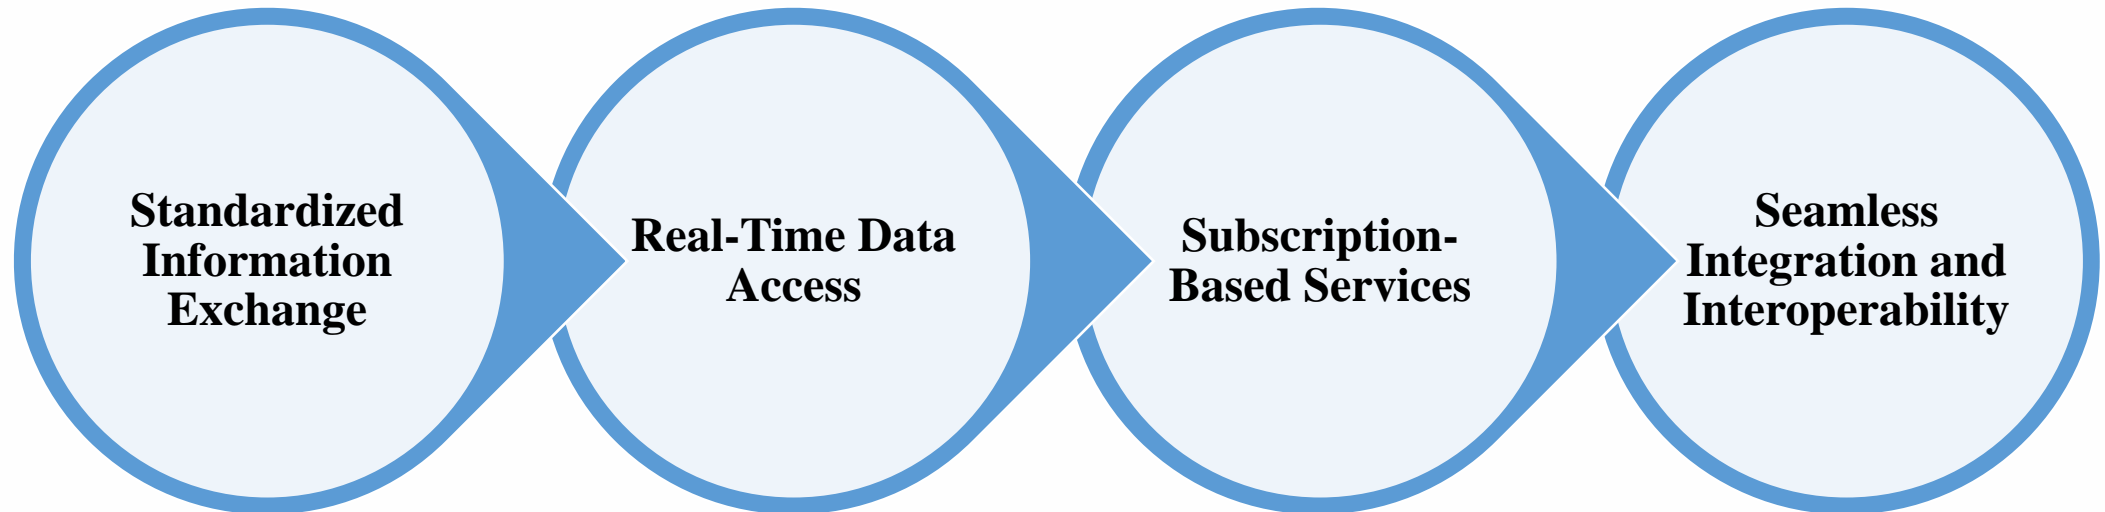 Standardized
Information
Exchange
Real-Time Data
Access
Subscription-
Based Services
Seamless
Integration and
Interoperability